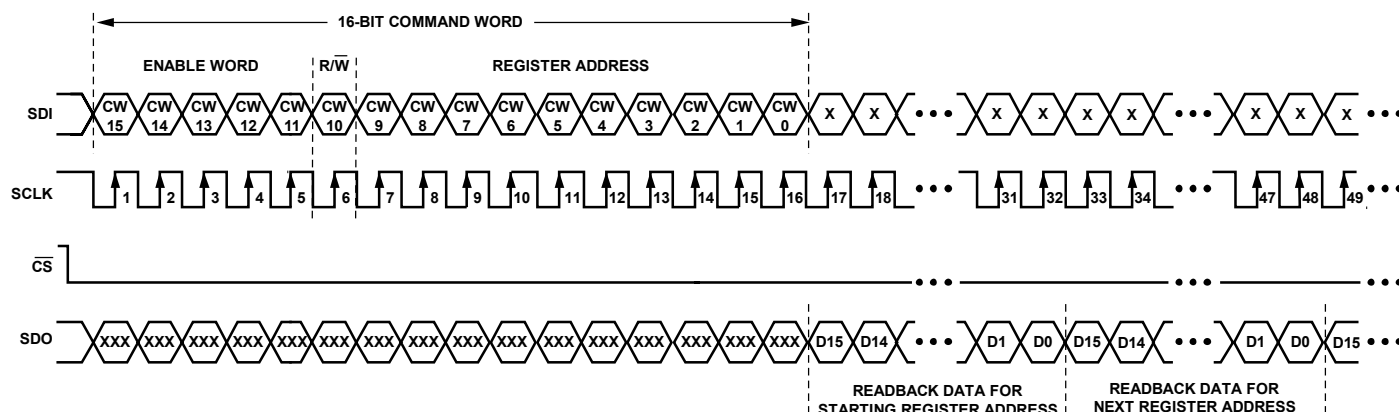 16-BIT COMMAND WORD
ENABLE WORD R/W̅ REGISTER ADDRESS
SDI CW 15 CW 14 CW 13 CW 12 CW 11 CW 10 CW 9 CW 8 CW 7 CW 6 CW 5 CW 4 CW 3 CW 2 CW 1 CW 0 X X ••• X X X X ••• X X X •••
SCLK 1 2 3 4 5 6 7 8 9 10 11 12 13 14 15 16 17 18 ••• 31 32 33 34 ••• 47 48 49 •••
C̅S̅ ••• ••• •••
SDO XXX XXX XXX XXX XXX XXX XXX XXX XXX XXX XXX XXX XXX XXX XXX XXX D15 D14 ••• D1 D0 D15 D14 ••• D1 D0 D15 •••
READBACK DATA FOR
STARTING REGISTER ADDRESS
READBACK DATA FOR
NEXT REGISTER ADDRESS